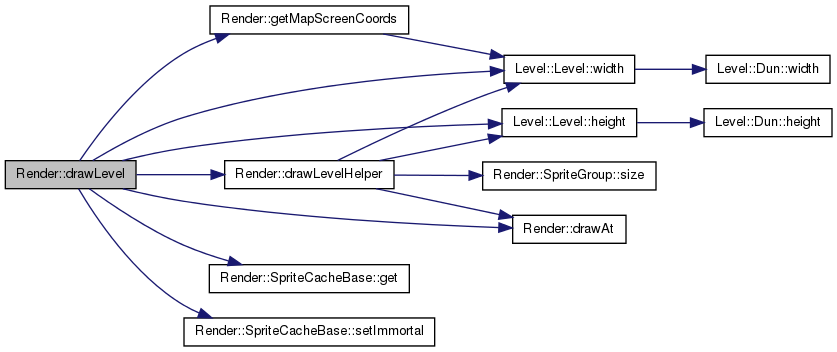 Render::getMapScreenCoords
Level::Level::width
Level::Dun::width
Level::Level::height
Level::Dun::height
Render::drawLevel
Render::drawLevelHelper
Render::SpriteGroup::size
Render::drawAt
Render::SpriteCacheBase::get
Render::SpriteCacheBase::setImmortal